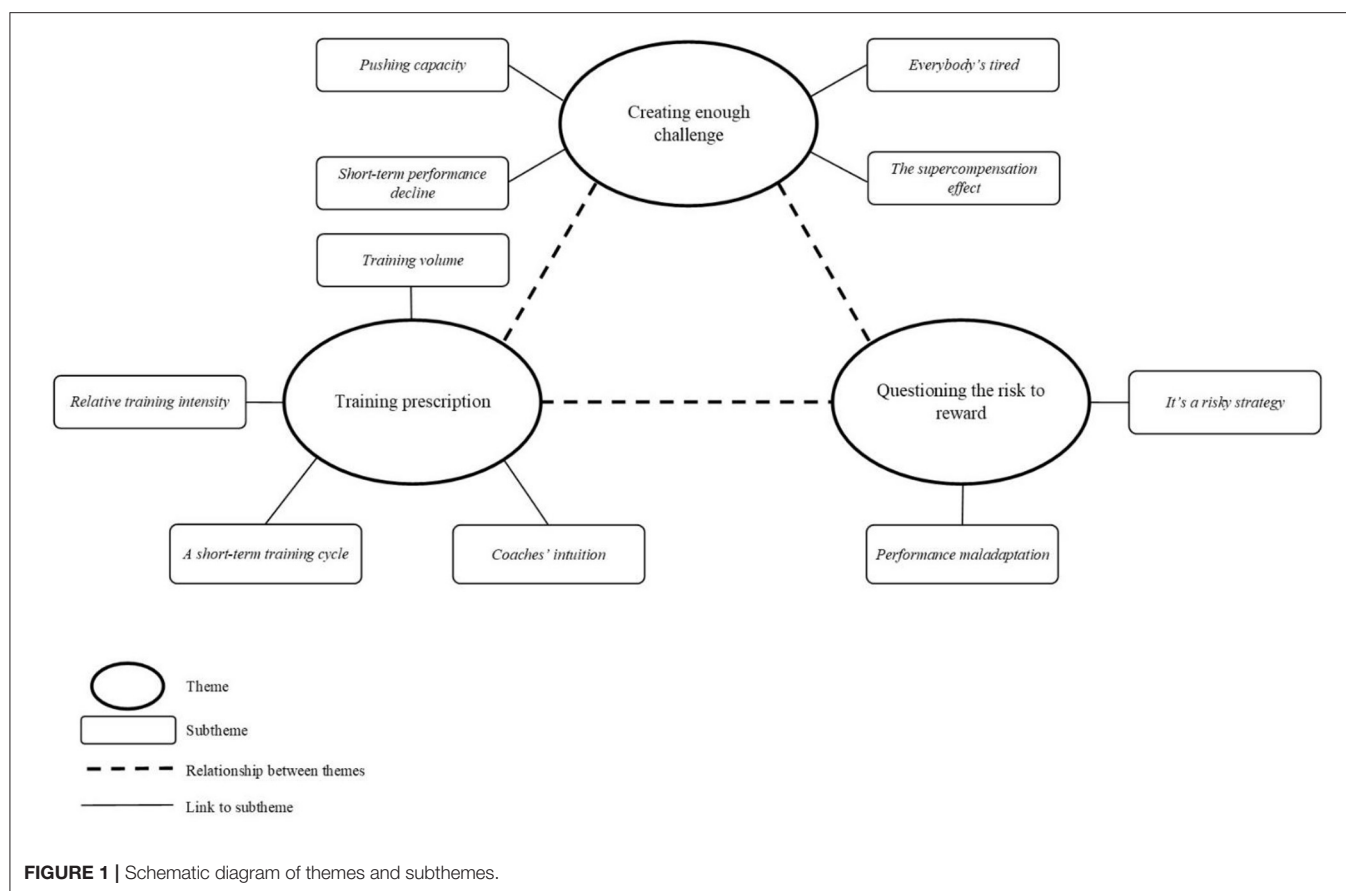 Pushing capacity
Everybody's tired
Creating enough
challenge
Short-term performance
decline
The supercompensation
effect
Training volume
Relative training intensity
Training prescription
Questioning the risk to
reward
It's a risky strategy
A short-term training cycle
Coaches' intuition
Performance maladaptation
Theme
Subtheme
Relationship between themes
Link to subtheme
FIGURE 1 | Schematic diagram of themes and subthemes.